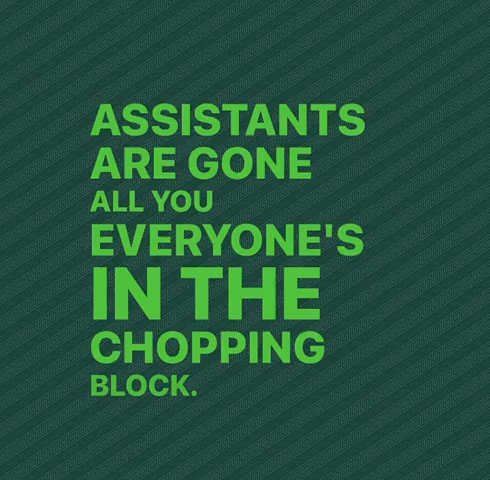 ASSISTANTS
ARE GONE
ALL YOU
EVERYONE'S
IN THE
CHOPPING
BLOCK.